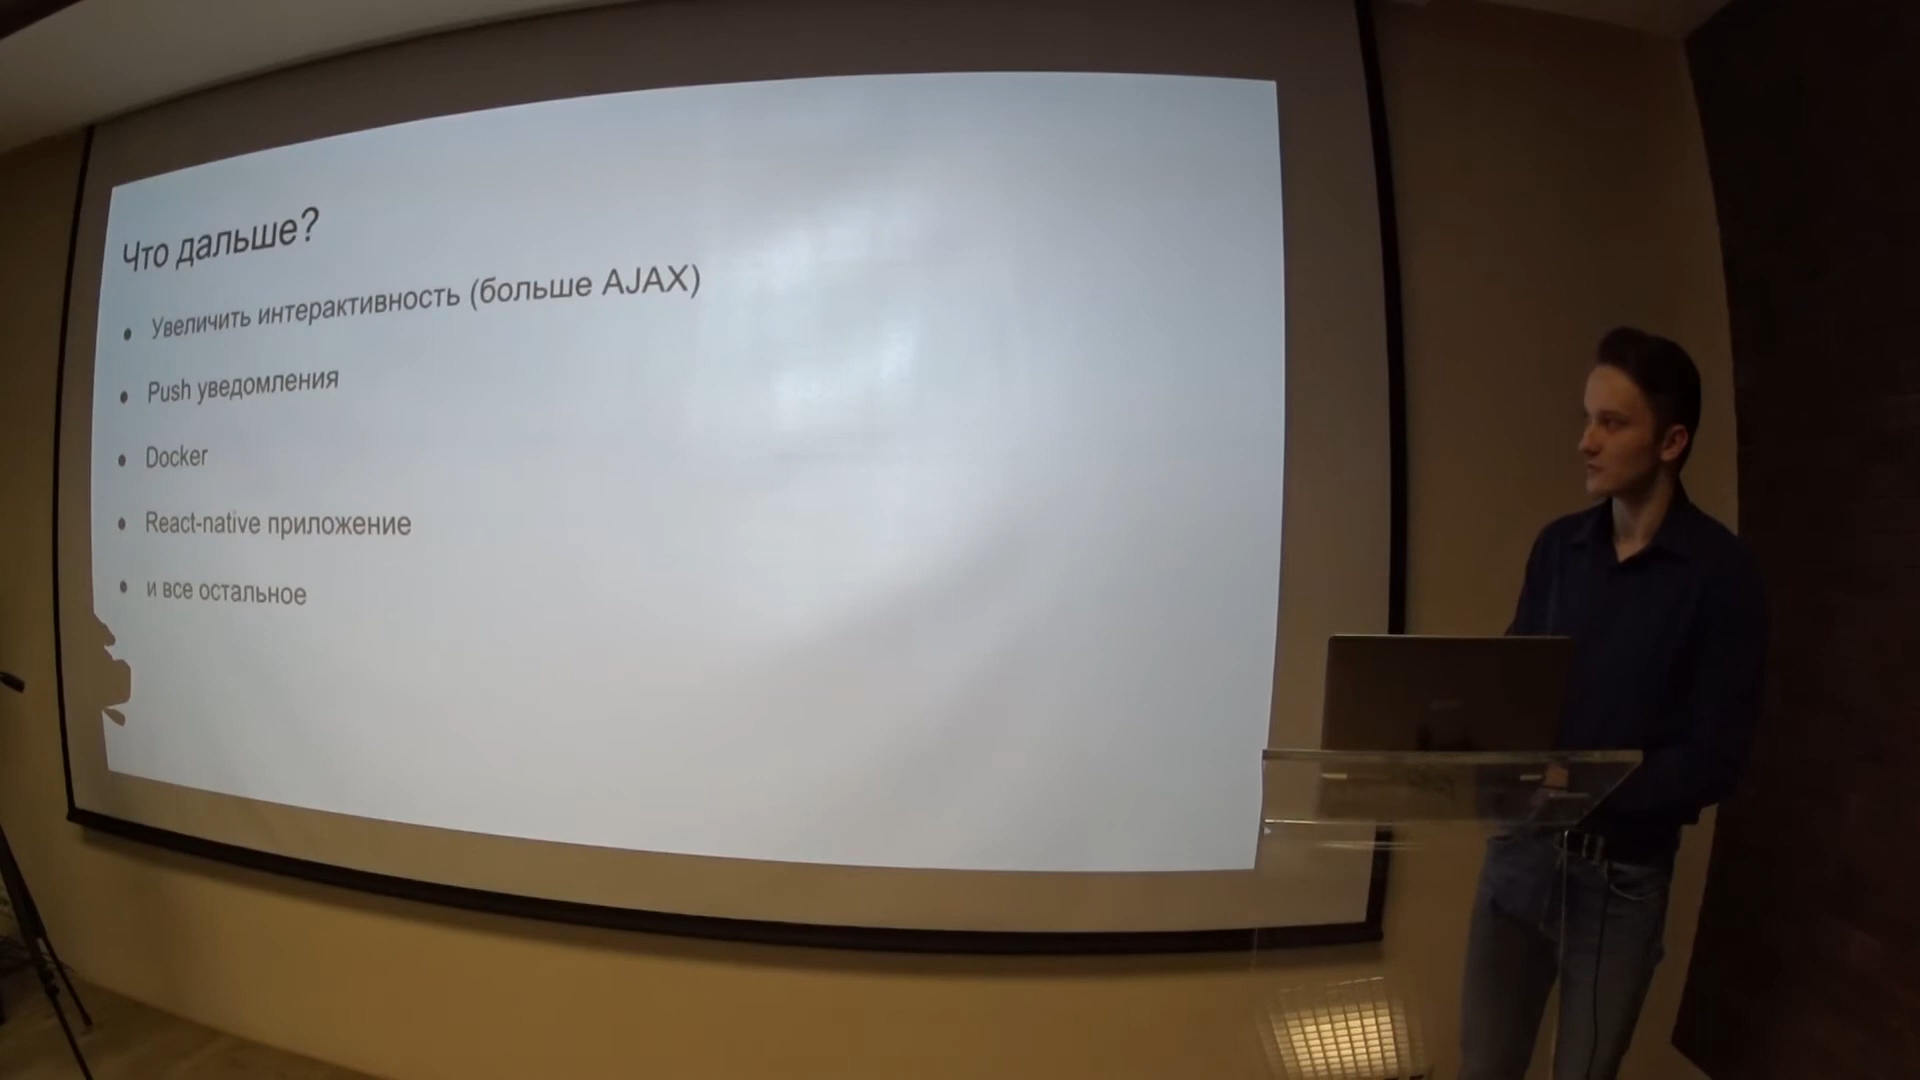 Что дальше?
● Увеличить интерактивность (больше AJAX)
● Push уведомления
● Docker
● React-native приложение
● и все остальное